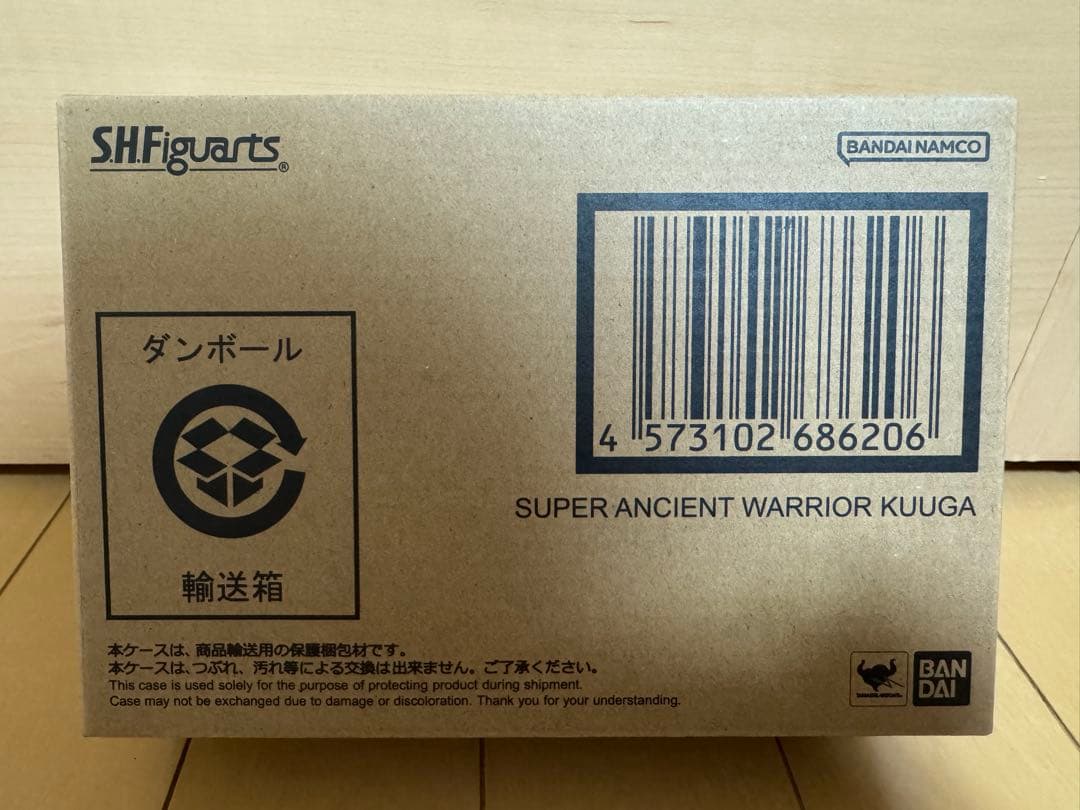 S.H.Figuarts®
BANDAI NAMCO
4 573102 686206
SUPER ANCIENT WARRIOR KUUGA
ダンボール
輸送箱
本ケースは、商品輸送用の保護梱包材です。
本ケースは、つぶれ、汚れ等による交換は出来ません。ご了承ください。
This case is used solely for the purpose of protecting product during shipment.
Case may not be exchanged due to damage or discoloration. Thank you for your understanding.
BAN
DAI